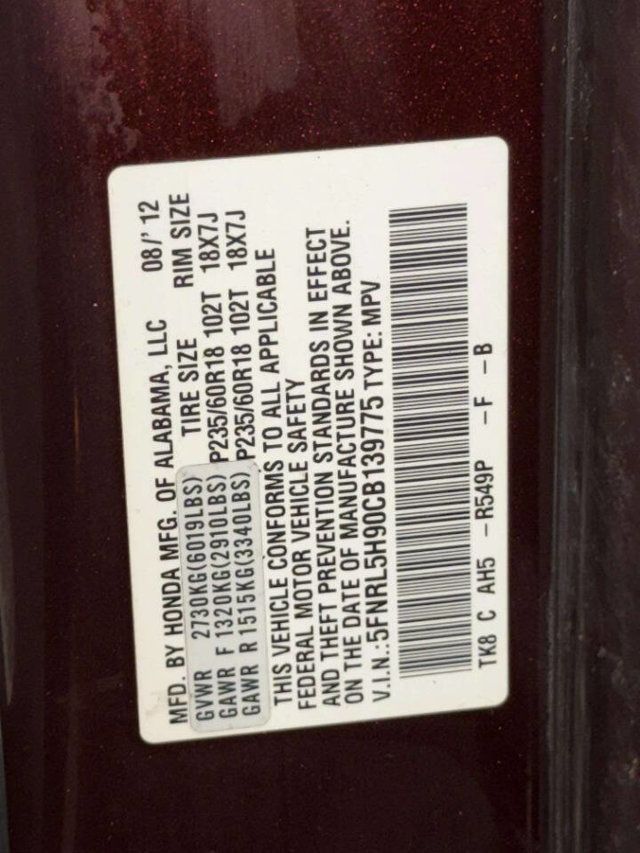 MFD. BY HONDA MFG. OF ALABAMA, LLC 08/'12
TIRE SIZE RIM SIZE
GVWR 2730KG(6019LBS)
GAWR F 1320KG(2910LBS) P235/60R18 102T 18X7J
GAWR R 1515KG(3340LBS) P235/60R18 102T 18X7J
THIS VEHICLE CONFORMS TO ALL APPLICABLE
FEDERAL MOTOR VEHICLE SAFETY
AND THEFT PREVENTION STANDARDS IN EFFECT
ON THE DATE OF MANUFACTURE SHOWN ABOVE.
V.I.N.:5FNRL5H90CB139775 TYPE: MPV
TK8 C AH5 -R549P -F -B